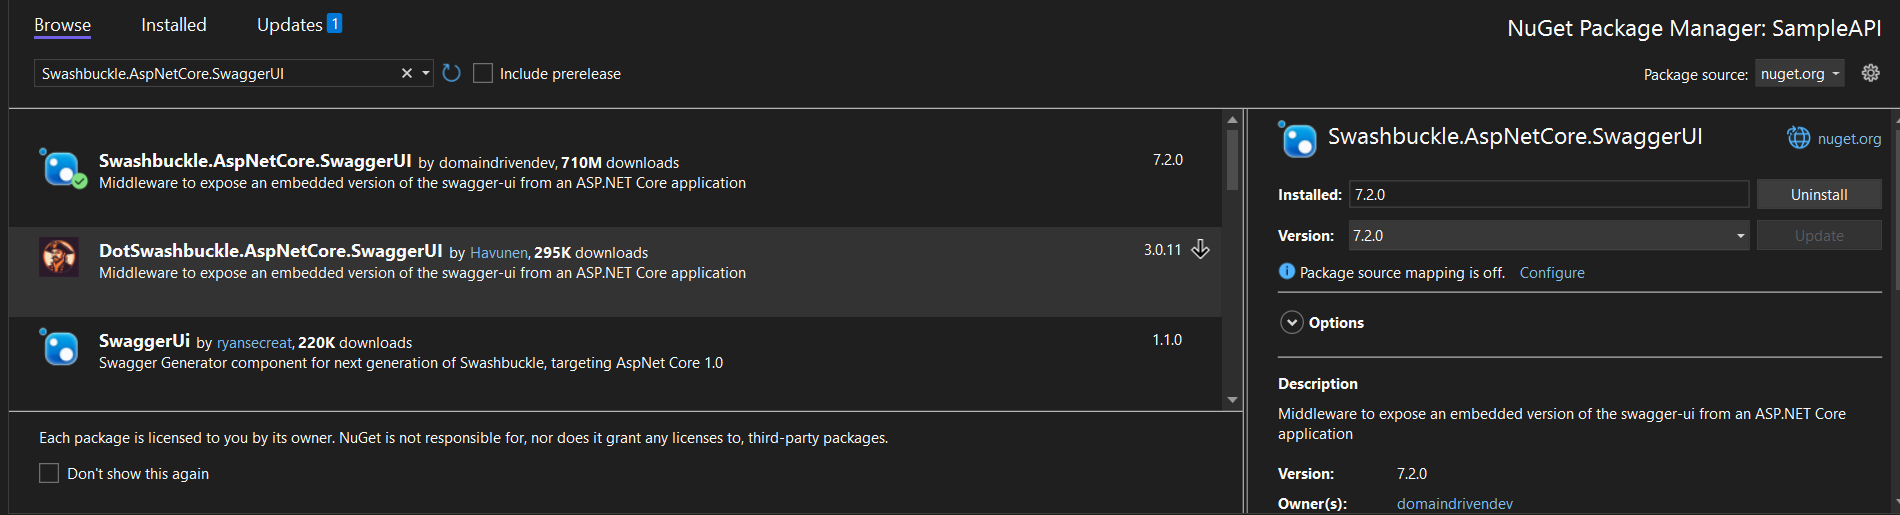 Browse Installed Updates 1
NuGet Package Manager: SampleAPI
Swashbuckle.AspNetCore.SwaggerUI
Include prerelease
Package source: nuget.org
Swashbuckle.AspNetCore.SwaggerUI by domaindrivendev, 710M downloads 7.2.0
Middleware to expose an embedded version of the swagger-ui from an ASP.NET Core application
DotSwashbuckle.AspNetCore.SwaggerUI by Havunen, 295K downloads 3.0.11
Middleware to expose an embedded version of the swagger-ui from an ASP.NET Core application
SwaggerUi by ryansecreat, 220K downloads 1.1.0
Swagger Generator component for next generation of Swashbuckle, targeting AspNet Core 1.0
Each package is licensed to you by its owner. NuGet is not responsible for, nor does it grant any licenses to, third-party packages.
Don't show this again
Swashbuckle.AspNetCore.SwaggerUI nuget.org
Installed: 7.2.0 Uninstall
Version: 7.2.0 Update
Package source mapping is off. Configure
Options
Description
Middleware to expose an embedded version of the swagger-ui from an ASP.NET Core
application
Version: 7.2.0
Owner(s): domaindrivendev